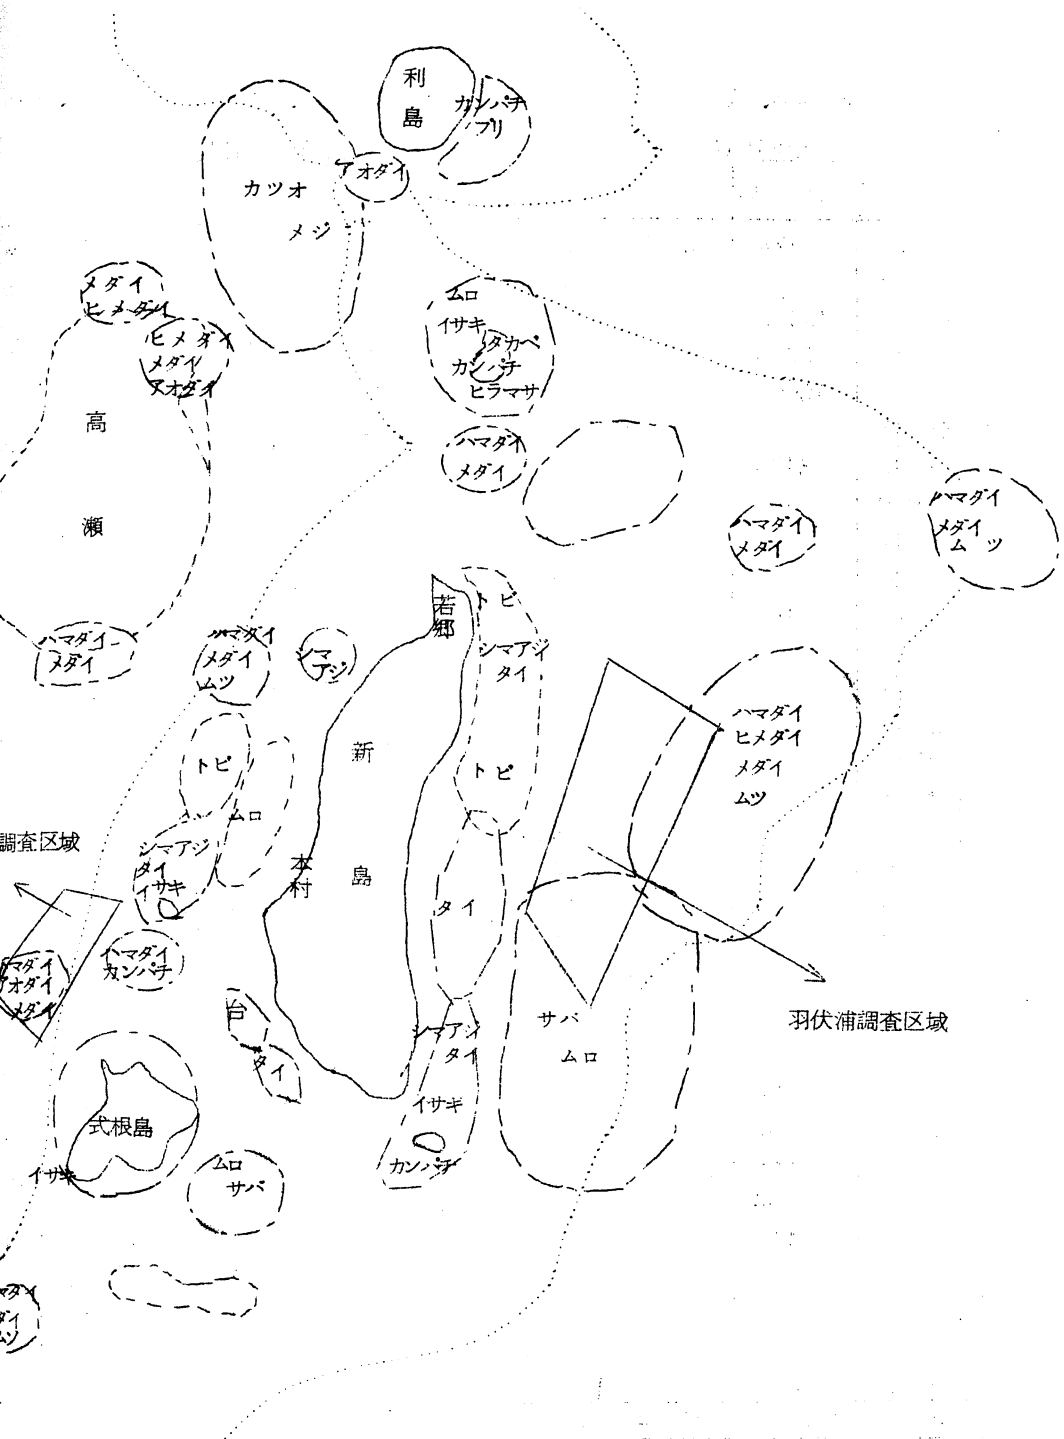 利島
カンパチ
ブリ
アオダイ
カツオ
メジ
メダイ
ヒメダイ
ヒメダイ
メダイ
アオダイ
高瀬
ムロ
イサキ
タカベ
カンパチ
ヒラマサ
ハマダイ
メダイ
ハマダイ
メダイ
ハマダイ
メダイ
ムツ
若郷
トビ
シマアジ
タイ
トビ
ハマダイ
メダイ
ハマダイ
メダイ
ムツ
シマ
アジ
新島
ハマダイ
ヒメダイ
メダイ
ムツ
トビ
ムロ
調査区域
シマアジ
タイ
イサキ
本村
タイ
ハマダイ
カンパチ
マダイ
アオダイ
メダイ
サバ
ムロ
羽伏浦調査区域
シマアジ
タイ
イサキ
カンパチ
タイ
式根島
イサキ
ムロ
サバ
マダイ
ダイ
ムツ